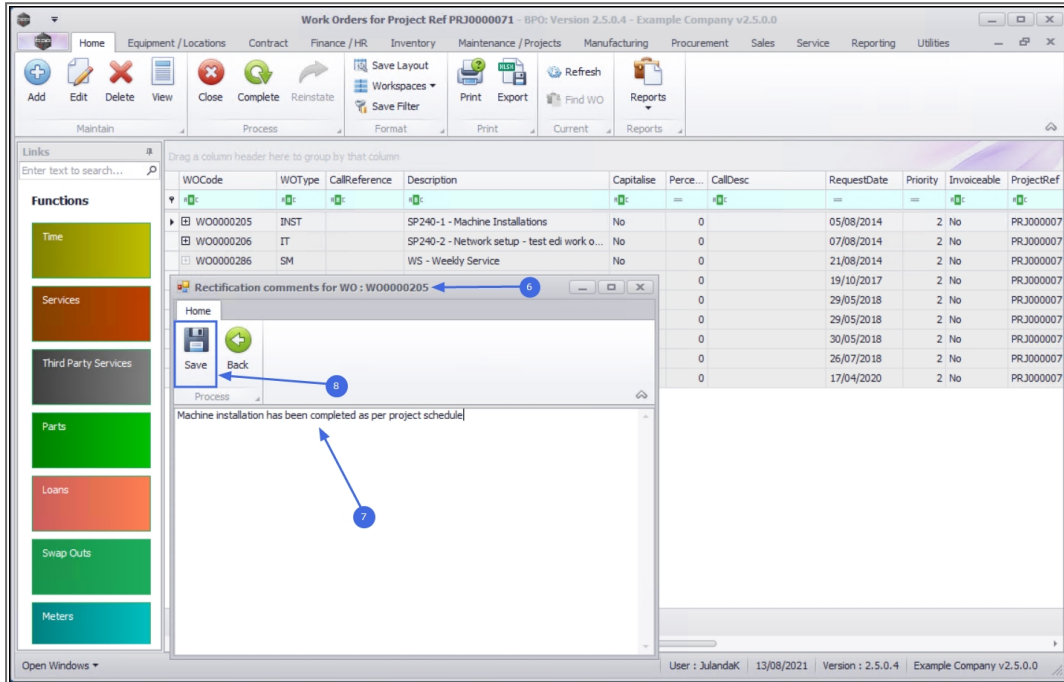 Work Orders for Project Ref PRJ0000071 - BPO: Version 2.5.0.4 - Example Company v2.5.0.0
Home Equipment / Locations Contract Finance / HR Inventory Maintenance / Projects Manufacturing Procurement Sales Service Reporting Utilities
Add Edit Delete View Close Complete Reinstate Save Layout Workspaces Save Filter Print Export Refresh Find WO Reports
Maintain Process Format Print Current Reports
Links
Enter text to search...
Functions
Time
Services
Third Party Services
Parts
Loans
Swap Outs
Meters
Drag a column header here to group by that column
WOCode WOType CallReference Description Capitalise Perce... CallDesc RequestDate Priority Invoiceable ProjectRef
WO0000205 INST SP240-1 - Machine Installations No 0 05/08/2014 2 No PRJ0000007
WO0000206 IT SP240-2 - Network setup - test edi work o... No 0 07/08/2014 2 No PRJ0000007
WO0000286 SM WS - Weekly Service No 0 21/08/2014 2 No PRJ0000007
0 19/10/2017 2 No PRJ0000007
0 29/05/2018 2 No PRJ0000007
0 29/05/2018 2 No PRJ0000007
0 30/05/2018 2 No PRJ0000007
0 26/07/2018 2 No PRJ0000007
0 17/04/2020 2 No PRJ0000007
Rectification comments for WO : WO0000205
6
Home
Save Back
8
Process
Machine installation has been completed as per project schedule
7
Open Windows User : JulandaK 13/08/2021 Version : 2.5.0.4 Example Company v2.5.0.0